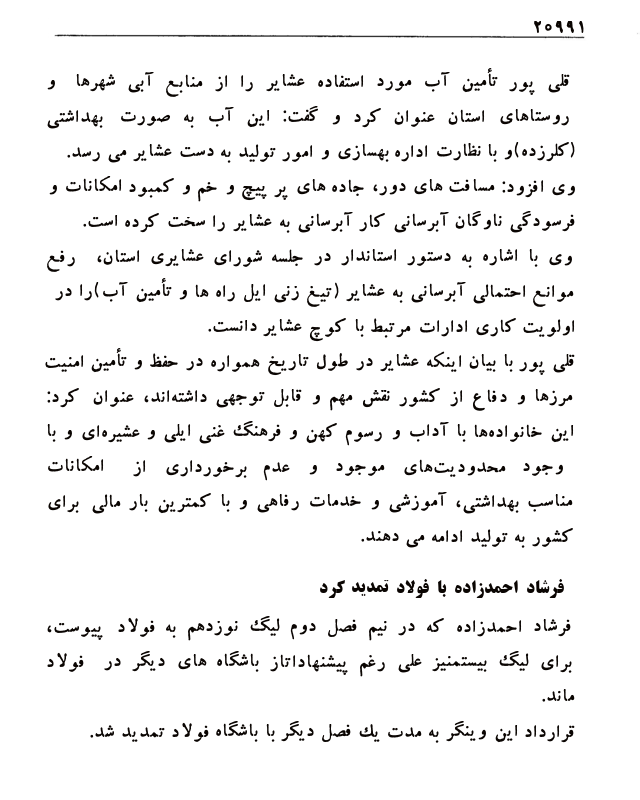 ۲۰۹۹۱
قلی پور تأمین آب مورد استفاده عشایر را از منابع آبی شهرها و
روستاهای استان عنوان کرد و گفت: این آب به صورت بهداشتی
(کلرزده)و با نظارت اداره بهسازی و امور تولید به دست عشایر می رسد.
وی افزود: مسافت های دور، جاده های پر پیچ و خم و کمبود امکانات و
فرسودگی ناوگان آبرسانی کار آبرسانی به عشایر را سخت کرده است.
وی با اشاره به دستور استاندار در جلسه شورای عشایری استان، رفع
موانع احتمالی آبرسانی به عشایر (تیغ زنی ایل راه ها و تأمین آب)را در
اولویت کاری ادارات مرتبط با کوچ عشایر دانست.
قلی پور با بیان اینکه عشایر در طول تاریخ همواره در حفظ و تأمین امنیت
مرزها و دفاع از کشور نقش مهم و قابل توجهی داشته‌اند، عنوان کرد:
این خانواده‌ها با آداب و رسوم کهن و فرهنگ غنی ایلی و عشیره‌ای و با
وجود محدودیت‌های موجود و عدم برخورداری از امکانات
مناسب بهداشتی، آموزشی و خدمات رفاهی و با کمترین بار مالی برای
کشور به تولید ادامه می دهند.
فرشاد احمدزاده با فولاد تمدید کرد
فرشاد احمدزاده که در نیم فصل دوم لیگ نوزدهم به فولاد پیوست،
برای لیگ بیستمنیز علی رغم پیشنهاداتاز باشگاه های دیگر در فولاد
ماند.
قرارداد این وینگر به مدت یك فصل دیگر با باشگاه فولاد تمدید شد.